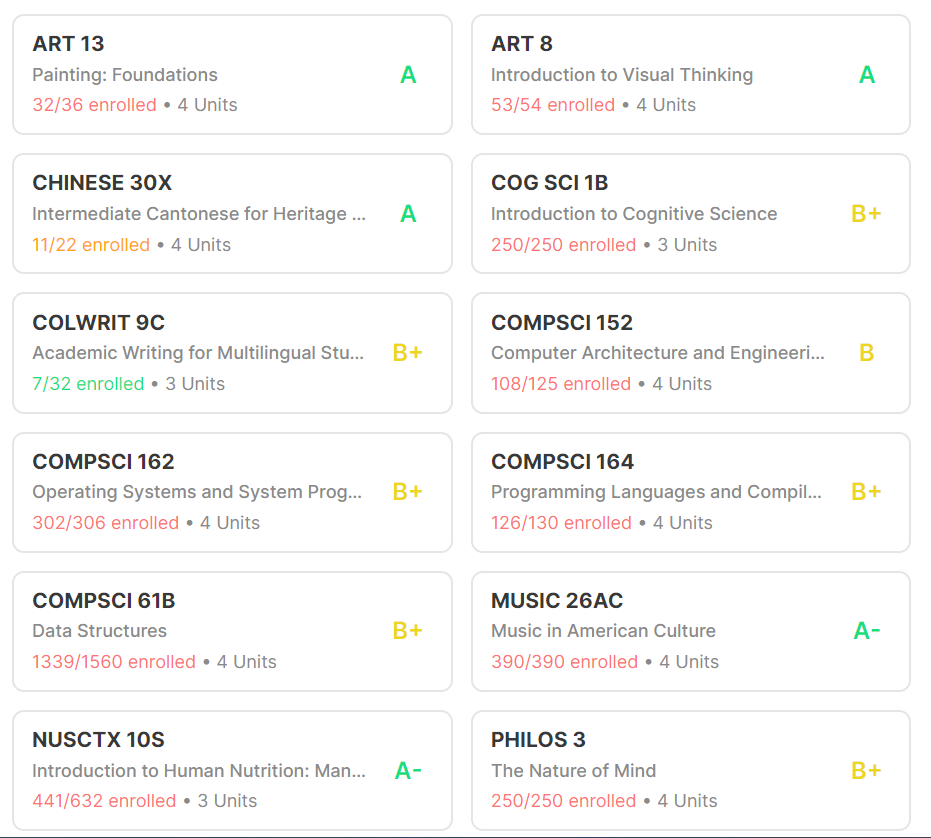 ART 13
Painting: Foundations
A
32/36 enrolled • 4 Units
ART 8
Introduction to Visual Thinking
A
53/54 enrolled • 4 Units
CHINESE 30X
Intermediate Cantonese for Heritage ...
A
11/22 enrolled • 4 Units
COG SCI 1B
Introduction to Cognitive Science
B+
250/250 enrolled • 3 Units
COLWRIT 9C
Academic Writing for Multilingual Stu...
B+
7/32 enrolled • 3 Units
COMPSCI 152
Computer Architecture and Engineeri...
B
108/125 enrolled • 4 Units
COMPSCI 162
Operating Systems and System Prog...
B+
302/306 enrolled • 4 Units
COMPSCI 164
Programming Languages and Compil...
B+
126/130 enrolled • 4 Units
COMPSCI 61B
Data Structures
B+
1339/1560 enrolled • 4 Units
MUSIC 26AC
Music in American Culture
A-
390/390 enrolled • 4 Units
NUSCTX 10S
Introduction to Human Nutrition: Man...
A-
441/632 enrolled • 3 Units
PHILOS 3
The Nature of Mind
B+
250/250 enrolled • 4 Units